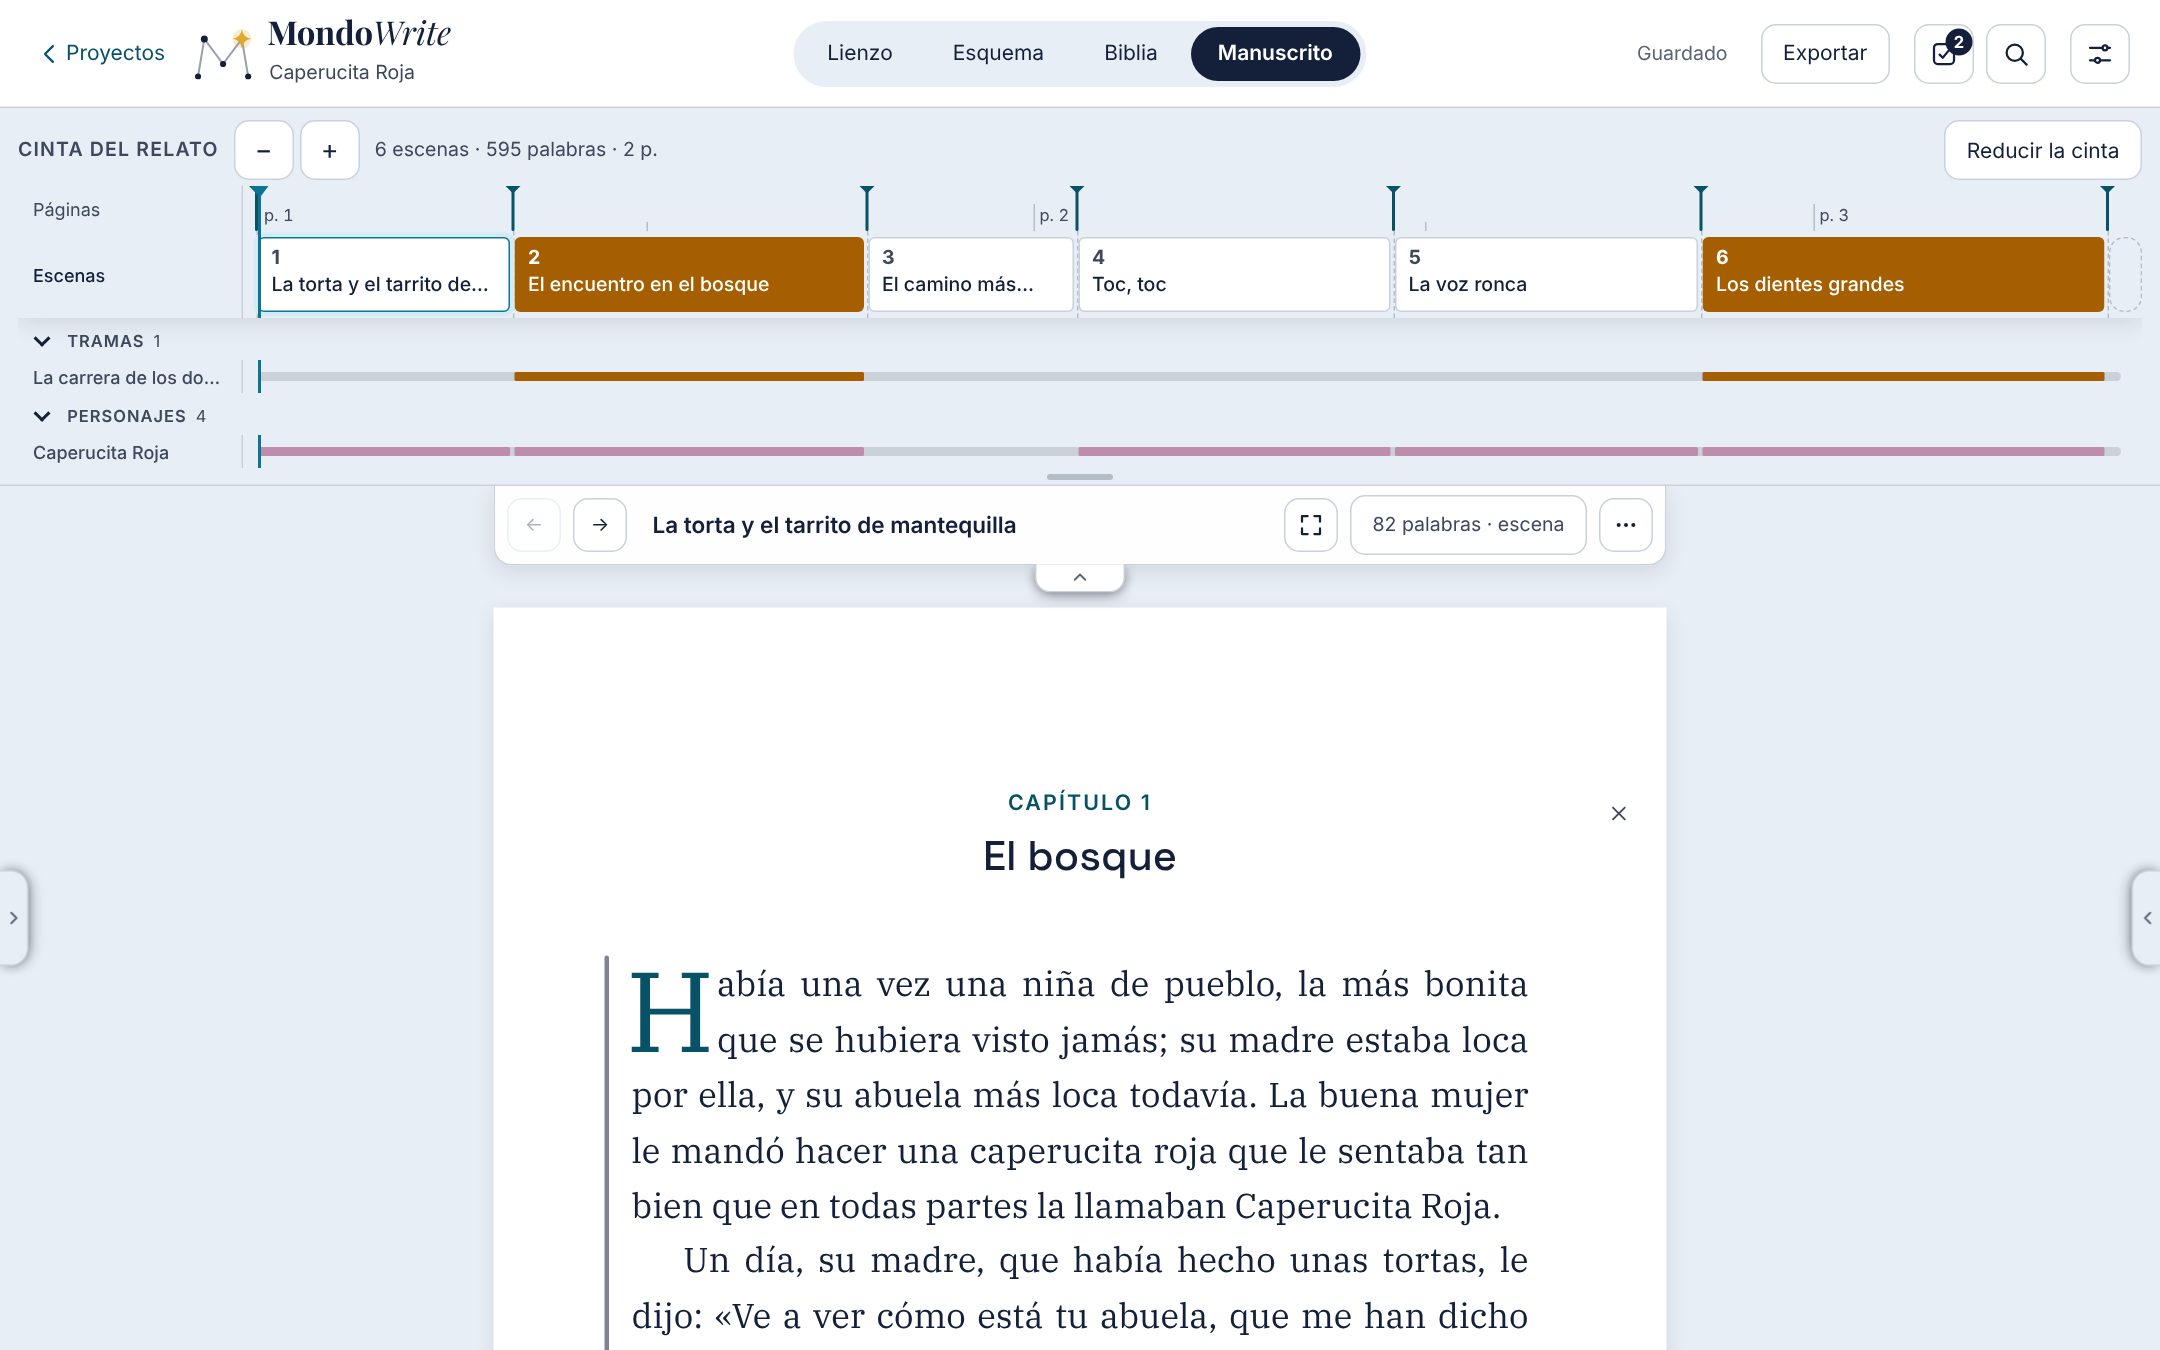 Proyectos
MondoWrite
Caperucita Roja
Lienzo
Esquema
Biblia
Manuscrito
Guardado
Exportar
2
CINTA DEL RELATO
−
+
6 escenas · 595 palabras · 2 p.
Reducir la cinta
Páginas
p. 1
p. 2
p. 3
Escenas
1
La torta y el tarrito de...
2
El encuentro en el bosque
3
El camino más...
4
Toc, toc
5
La voz ronca
6
Los dientes grandes
TRAMAS 1
La carrera de los do...
PERSONAJES 4
Caperucita Roja
La torta y el tarrito de mantequilla
82 palabras · escena
CAPÍTULO 1
El bosque
Había una vez una niña de pueblo, la más bonita
que se hubiera visto jamás; su madre estaba loca
por ella, y su abuela más loca todavía. La buena mujer
le mandó hacer una caperucita roja que le sentaba tan
bien que en todas partes la llamaban Caperucita Roja.
Un día, su madre, que había hecho unas tortas, le
dijo: «Ve a ver cómo está tu abuela, que me han dicho